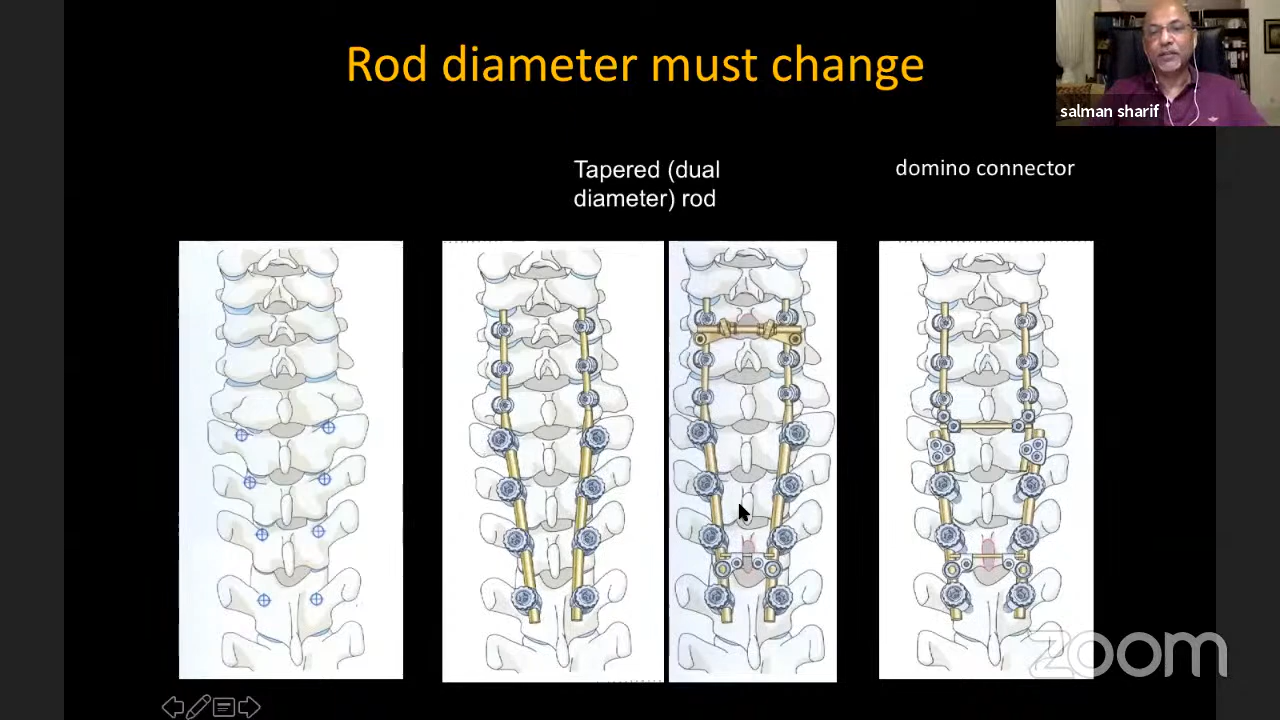 Rod diameter must change
salman sharif
Tapered (dual
diameter) rod
domino connector
zoom